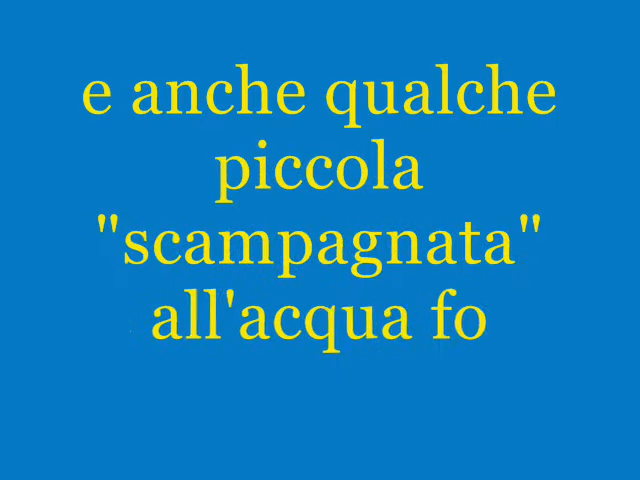 e anche qualche
piccola
"scampagnata"
all'acqua fo